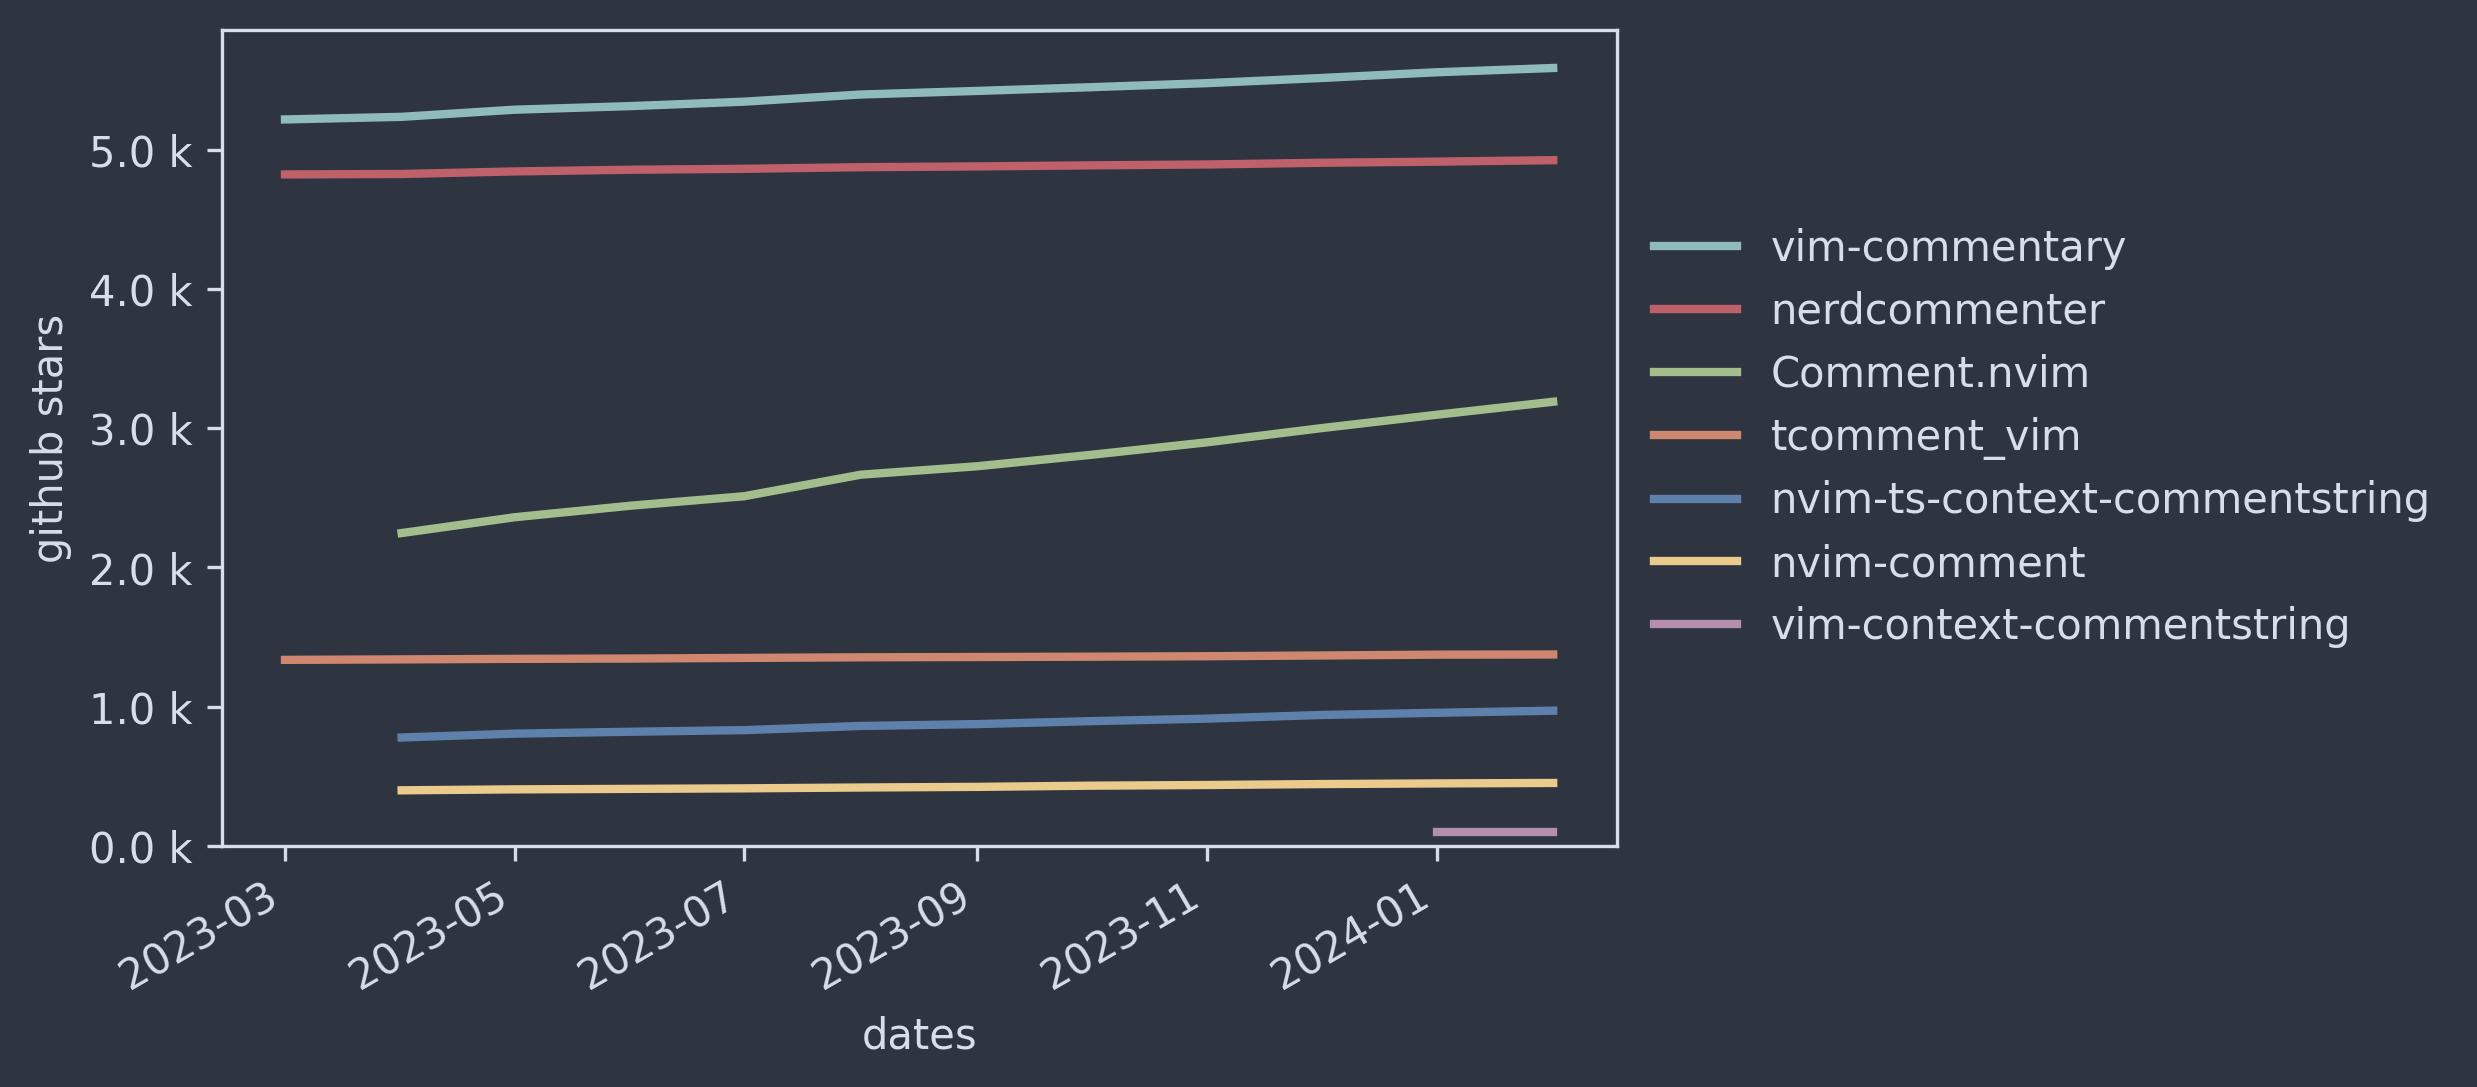 5.0 k
4.0 k
3.0 k
2.0 k
1.0 k
0.0 k
github stars
2023-03
2023-05
2023-07
2023-09
2023-11
2024-01
dates
vim-commentary
nerdcommenter
Comment.nvim
tcomment_vim
nvim-ts-context-commentstring
nvim-comment
vim-context-commentstring